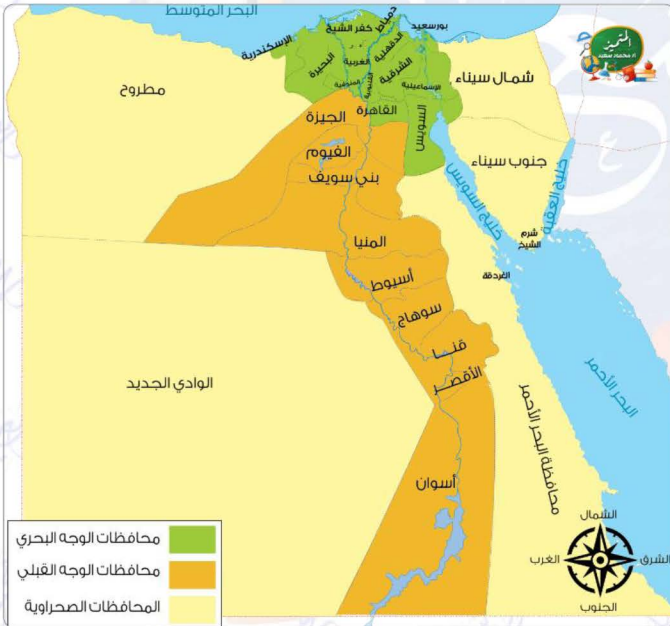 البحر المتوسط
المتميز
دمياط
بورسعيد
كفر الشيخ
الإسكندرية
الدقهلية
البحيرة
الغربية
الشرقية
شمال سيناء
المنوفية
القليوبية
الإسماعيلية
مطروح
القاهرة
الجيزة
السويس
الفيوم
جنوب سيناء
بني سويف
خليج السويس
خليج العقبة
شرم
الشيخ
المنيا
الغردقة
أسيوط
سوهاج
قنا
الأقصر
الوادي الجديد
البحر الأحمر
محافظة البحر الأحمر
أسوان
الشمال
الشرق
الغرب
الجنوب
محافظات الوجه البحري
محافظات الوجه القبلي
المحافظات الصحراوية